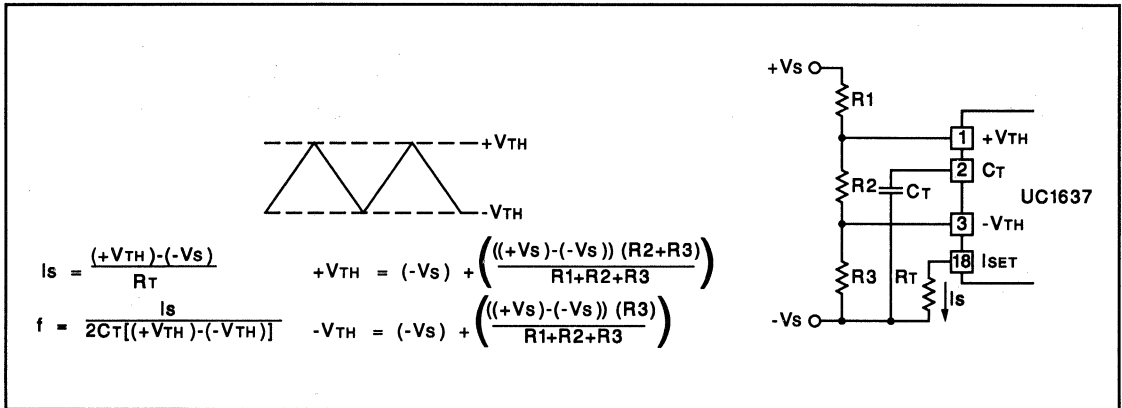 +VTH
-VTH
Is = (+VTH)-(-Vs) / RT
+VTH = (-Vs) + (((+Vs)-(-Vs)) (R2+R3) / R1+R2+R3)
f = Is / 2CT[(+VTH)-(-VTH)]
-VTH = (-Vs) + (((+Vs)-(-Vs)) (R3) / R1+R2+R3)
+Vs
R1
1 +VTH
2 CT
R2
CT
UC1637
3 -VTH
18 ISET
R3
RT
Is
-Vs